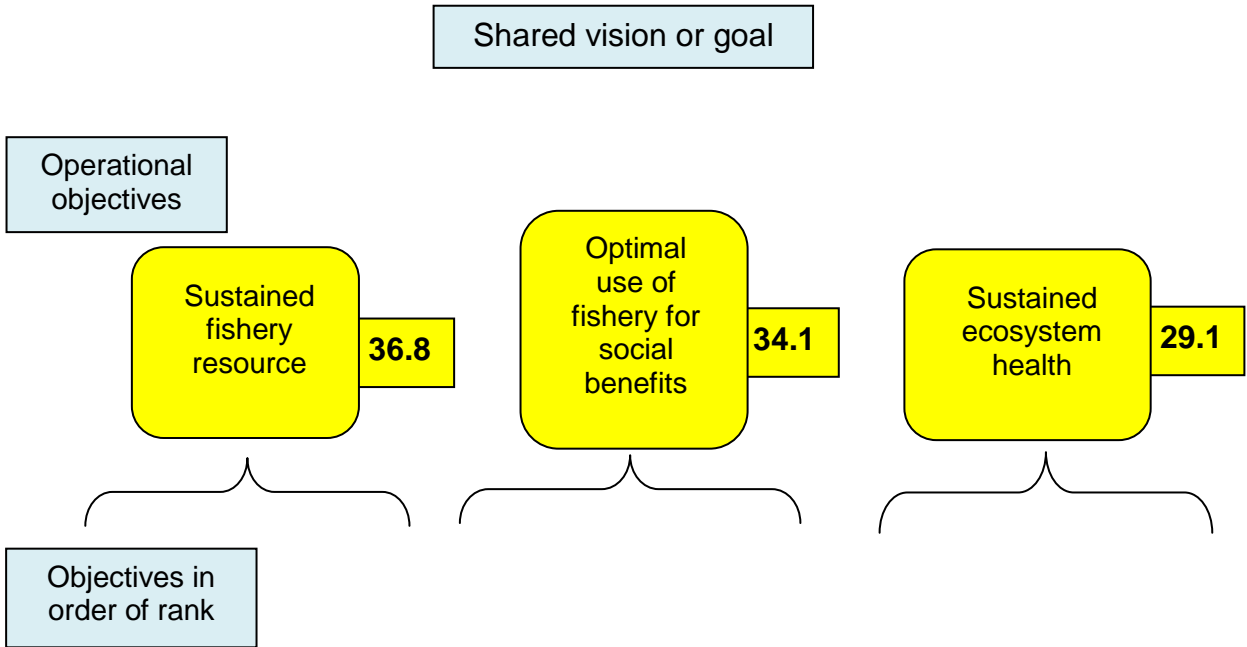 Shared vision or goal
Operational
objectives
Sustained
fishery
resource
36.8
Optimal
use of
fishery for
social
benefits
34.1
Sustained
ecosystem
health
29.1
Objectives in
order of rank